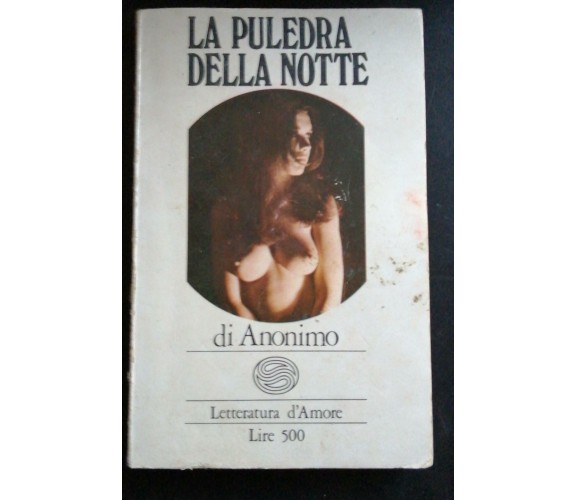 LA PULEDRA
DELLA NOTTE
di Anonimo
Letteratura d'Amore
Lire 500